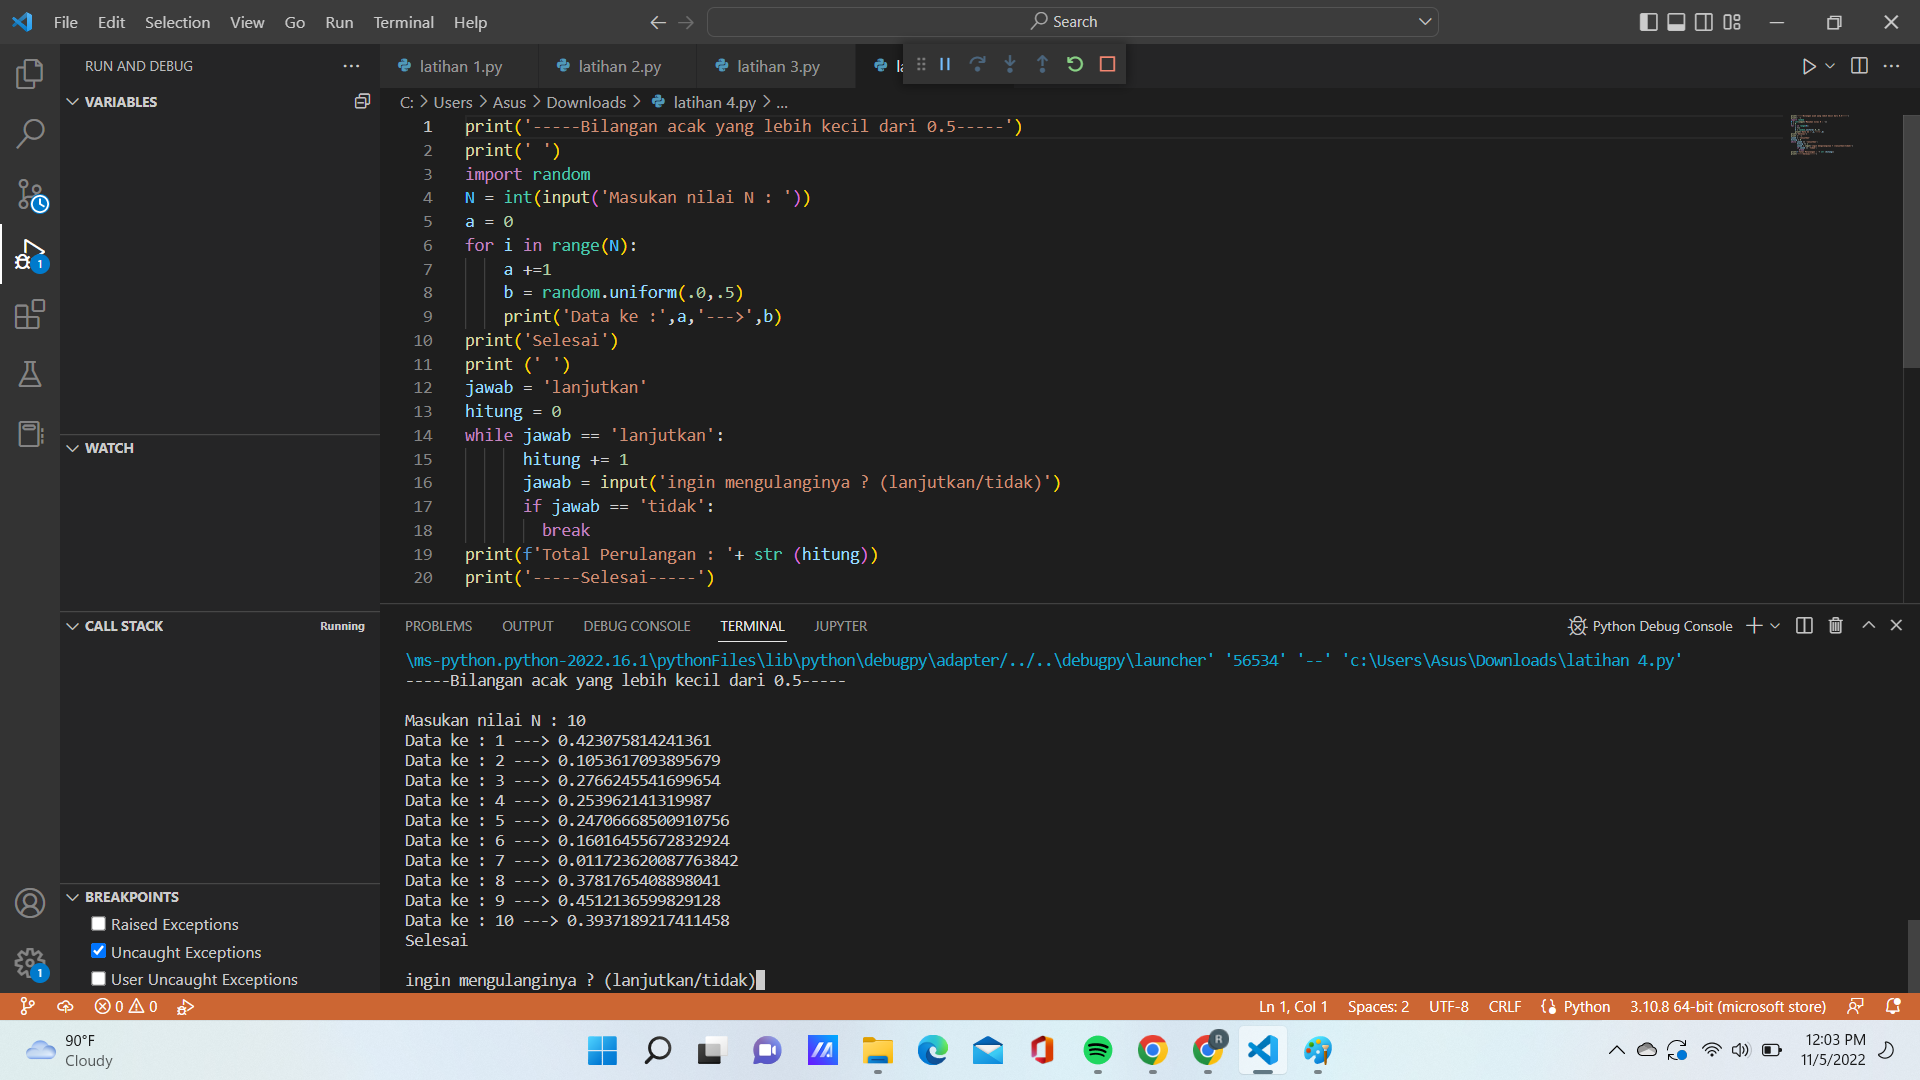 File Edit Selection View Go Run Terminal Help
Search
RUN AND DEBUG
VARIABLES
WATCH
CALL STACK
Running
BREAKPOINTS
Raised Exceptions
Uncaught Exceptions
User Uncaught Exceptions
latihan 1.py
latihan 2.py
latihan 3.py
C: > Users > Asus > Downloads > latihan 4.py > ...
1 print('-----Bilangan acak yang lebih kecil dari 0.5-----')
2 print(' ')
3 import random
4 N = int(input('Masukan nilai N : '))
5 a = 0
6 for i in range(N):
7 a +=1
8 b = random.uniform(.0,.5)
9 print('Data ke :',a,'--->',b)
10 print('Selesai')
11 print (' ')
12 jawab = 'lanjutkan'
13 hitung = 0
14 while jawab == 'lanjutkan':
15 hitung += 1
16 jawab = input('ingin mengulanginya ? (lanjutkan/tidak)')
17 if jawab == 'tidak':
18 break
19 print(f'Total Perulangan : '+ str (hitung))
20 print('-----Selesai-----')
PROBLEMS OUTPUT DEBUG CONSOLE TERMINAL JUPYTER
Python Debug Console
\ms-python.python-2022.16.1\pythonFiles\lib\python\debugpy\adapter/../..\debugpy\launcher' '56534' '--' 'c:\Users\Asus\Downloads\latihan 4.py'
-----Bilangan acak yang lebih kecil dari 0.5-----
Masukan nilai N : 10
Data ke : 1 ---> 0.423075814241361
Data ke : 2 ---> 0.1053617093895679
Data ke : 3 ---> 0.2766245541699654
Data ke : 4 ---> 0.253962141319987
Data ke : 5 ---> 0.24706668500910756
Data ke : 6 ---> 0.16016455672832924
Data ke : 7 ---> 0.011723620087763842
Data ke : 8 ---> 0.3781765408898041
Data ke : 9 ---> 0.4512136599829128
Data ke : 10 ---> 0.3937189217411458
Selesai
ingin mengulanginya ? (lanjutkan/tidak)
0 0
Ln 1, Col 1 Spaces: 2 UTF-8 CRLF Python 3.10.8 64-bit (microsoft store)
90°F
Cloudy
R
12:03 PM
11/5/2022